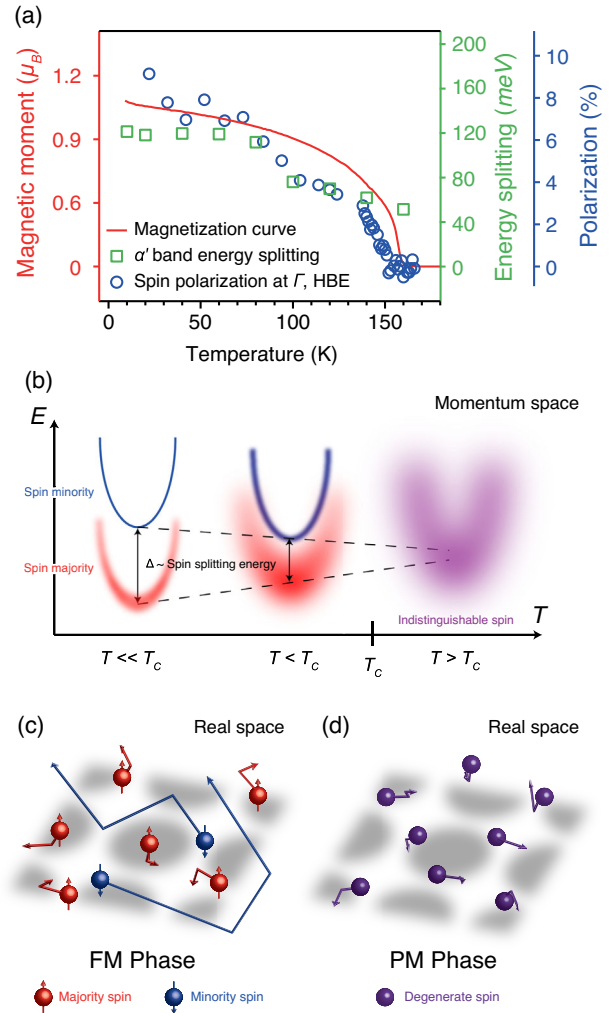 (a)
Magnetic moment (μB)
1.2
0.9
0.6
0.3
0
200
160
120
80
40
0
Energy splitting (meV)
10
8
6
4
2
0
Polarization (%)
Magnetization curve
α′ band energy splitting
Spin polarization at Γ, HBE
0
50
100
150
Temperature (K)
(b)
Momentum space
E
Spin minority
Spin majority
Δ ~ Spin splitting energy
Indistinguishable spin
T
T << TC
T < TC
TC
T > TC
(c)
Real space
(d)
Real space
FM Phase
PM Phase
Majority spin
Minority spin
Degenerate spin